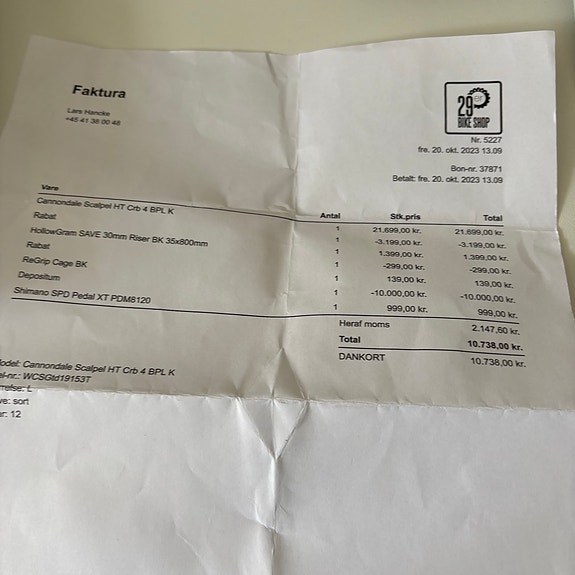 Faktura
Lars Hencke
+45 41 38 00 48
29er
BIKE SHOP
Nr. 5227
fre. 20. okt. 2023 13.09
Bon-nr. 37871
Betalt: fre. 20. okt. 2023 13.09
Vare Antal Stk.pris Total
Cannondale Scalpel HT Crb 4 BPL K 1 21.699,00 kr. 21.699,00 kr.
Rabat 1 -3.199,00 kr. -3.199,00 kr.
HollowGram SAVE 30mm Riser BK 35x800mm 1 1.399,00 kr. 1.399,00 kr.
Rabat 1 -299,00 kr. -299,00 kr.
ReGrip Cage BK 1 139,00 kr. 139,00 kr.
Depositum 1 -10.000,00 kr. -10.000,00 kr.
Shimano SPD Pedal XT PDM8120 1 999,00 kr. 999,00 kr.
Heraf moms 2.147,60 kr.
Total 10.738,00 kr.
DANKORT 10.738,00 kr.
odel: Cannondale Scalpel HT Crb 4 BPL K
el-nr.: WCSGtd19153T
rrelse: L
ve: sort
ar: 12